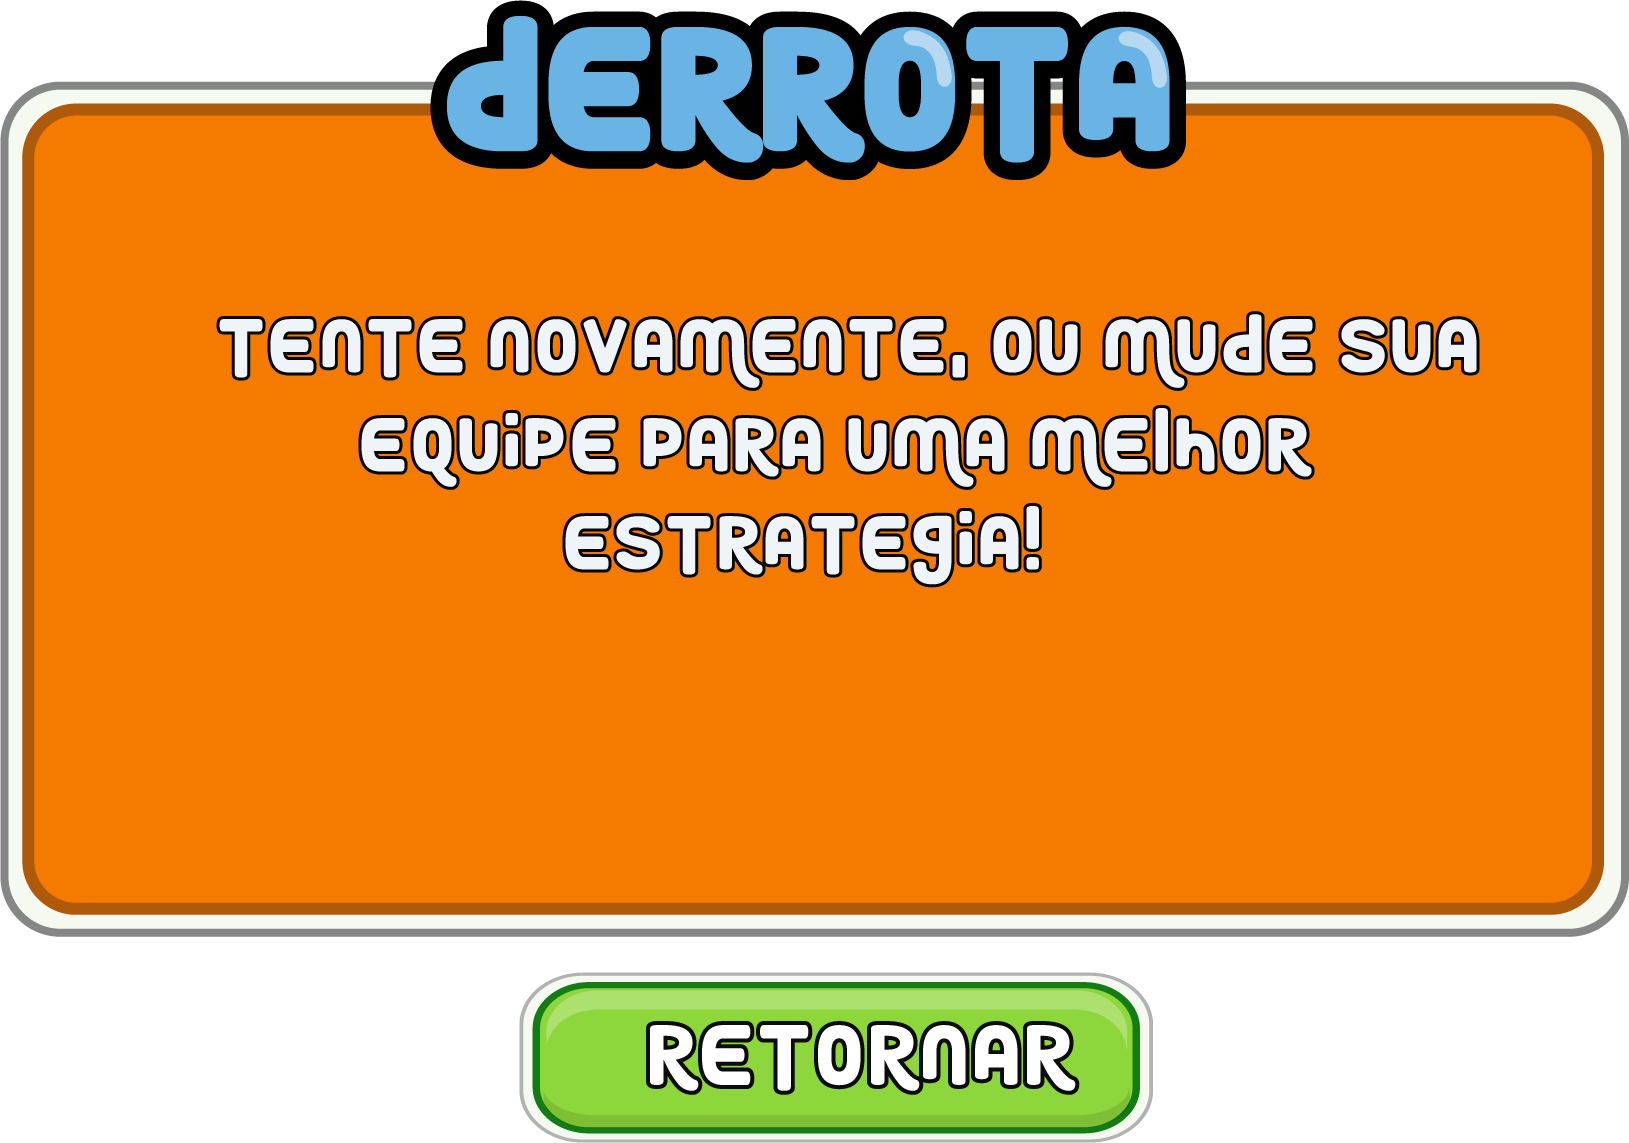 dERROTA
TENTE NOVAMENTE, OU MUdE SUA
EQUiPE PARA UMA MElhOR
ESTRATEgiA!
RETORNAR